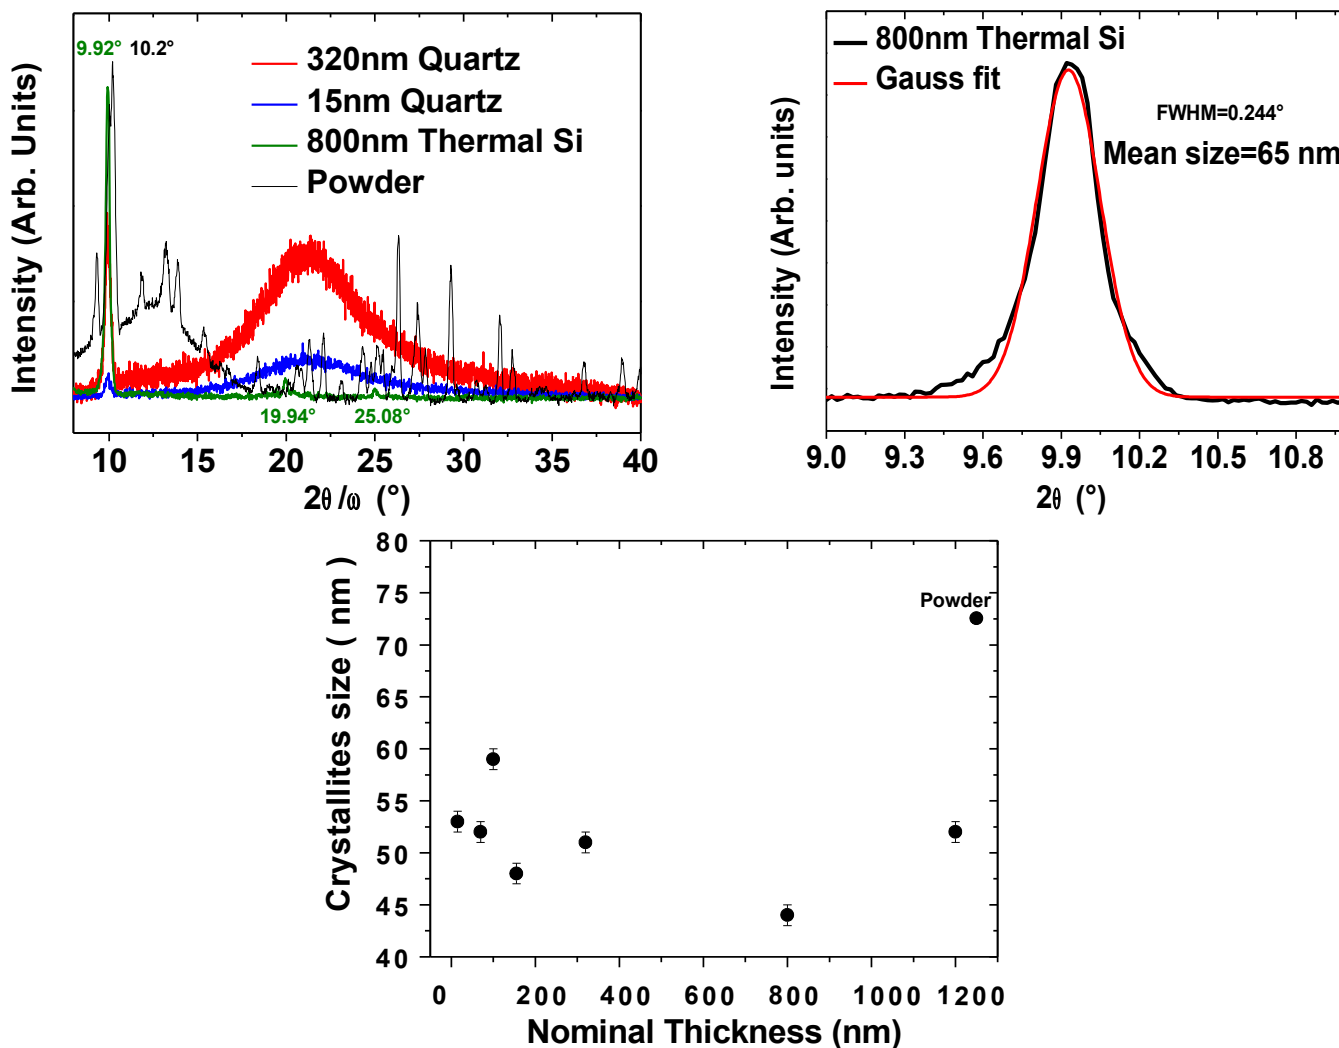 9.92° 10.2°
320nm Quartz
15nm Quartz
800nm Thermal Si
Powder
Intensity (Arb. Units)
19.94° 25.08°
10 15 20 25 30 35 40
2θ/ω (°)
800nm Thermal Si
Gauss fit
FWHM=0.244°
Mean size=65 nm
Intensity (Arb. units)
9.0 9.3 9.6 9.9 10.2 10.5 10.8
2θ (°)
80
75
70
65
60
55
50
45
40
Crystallites size ( nm )
Powder
0 200 400 600 800 1000 1200
Nominal Thickness (nm)